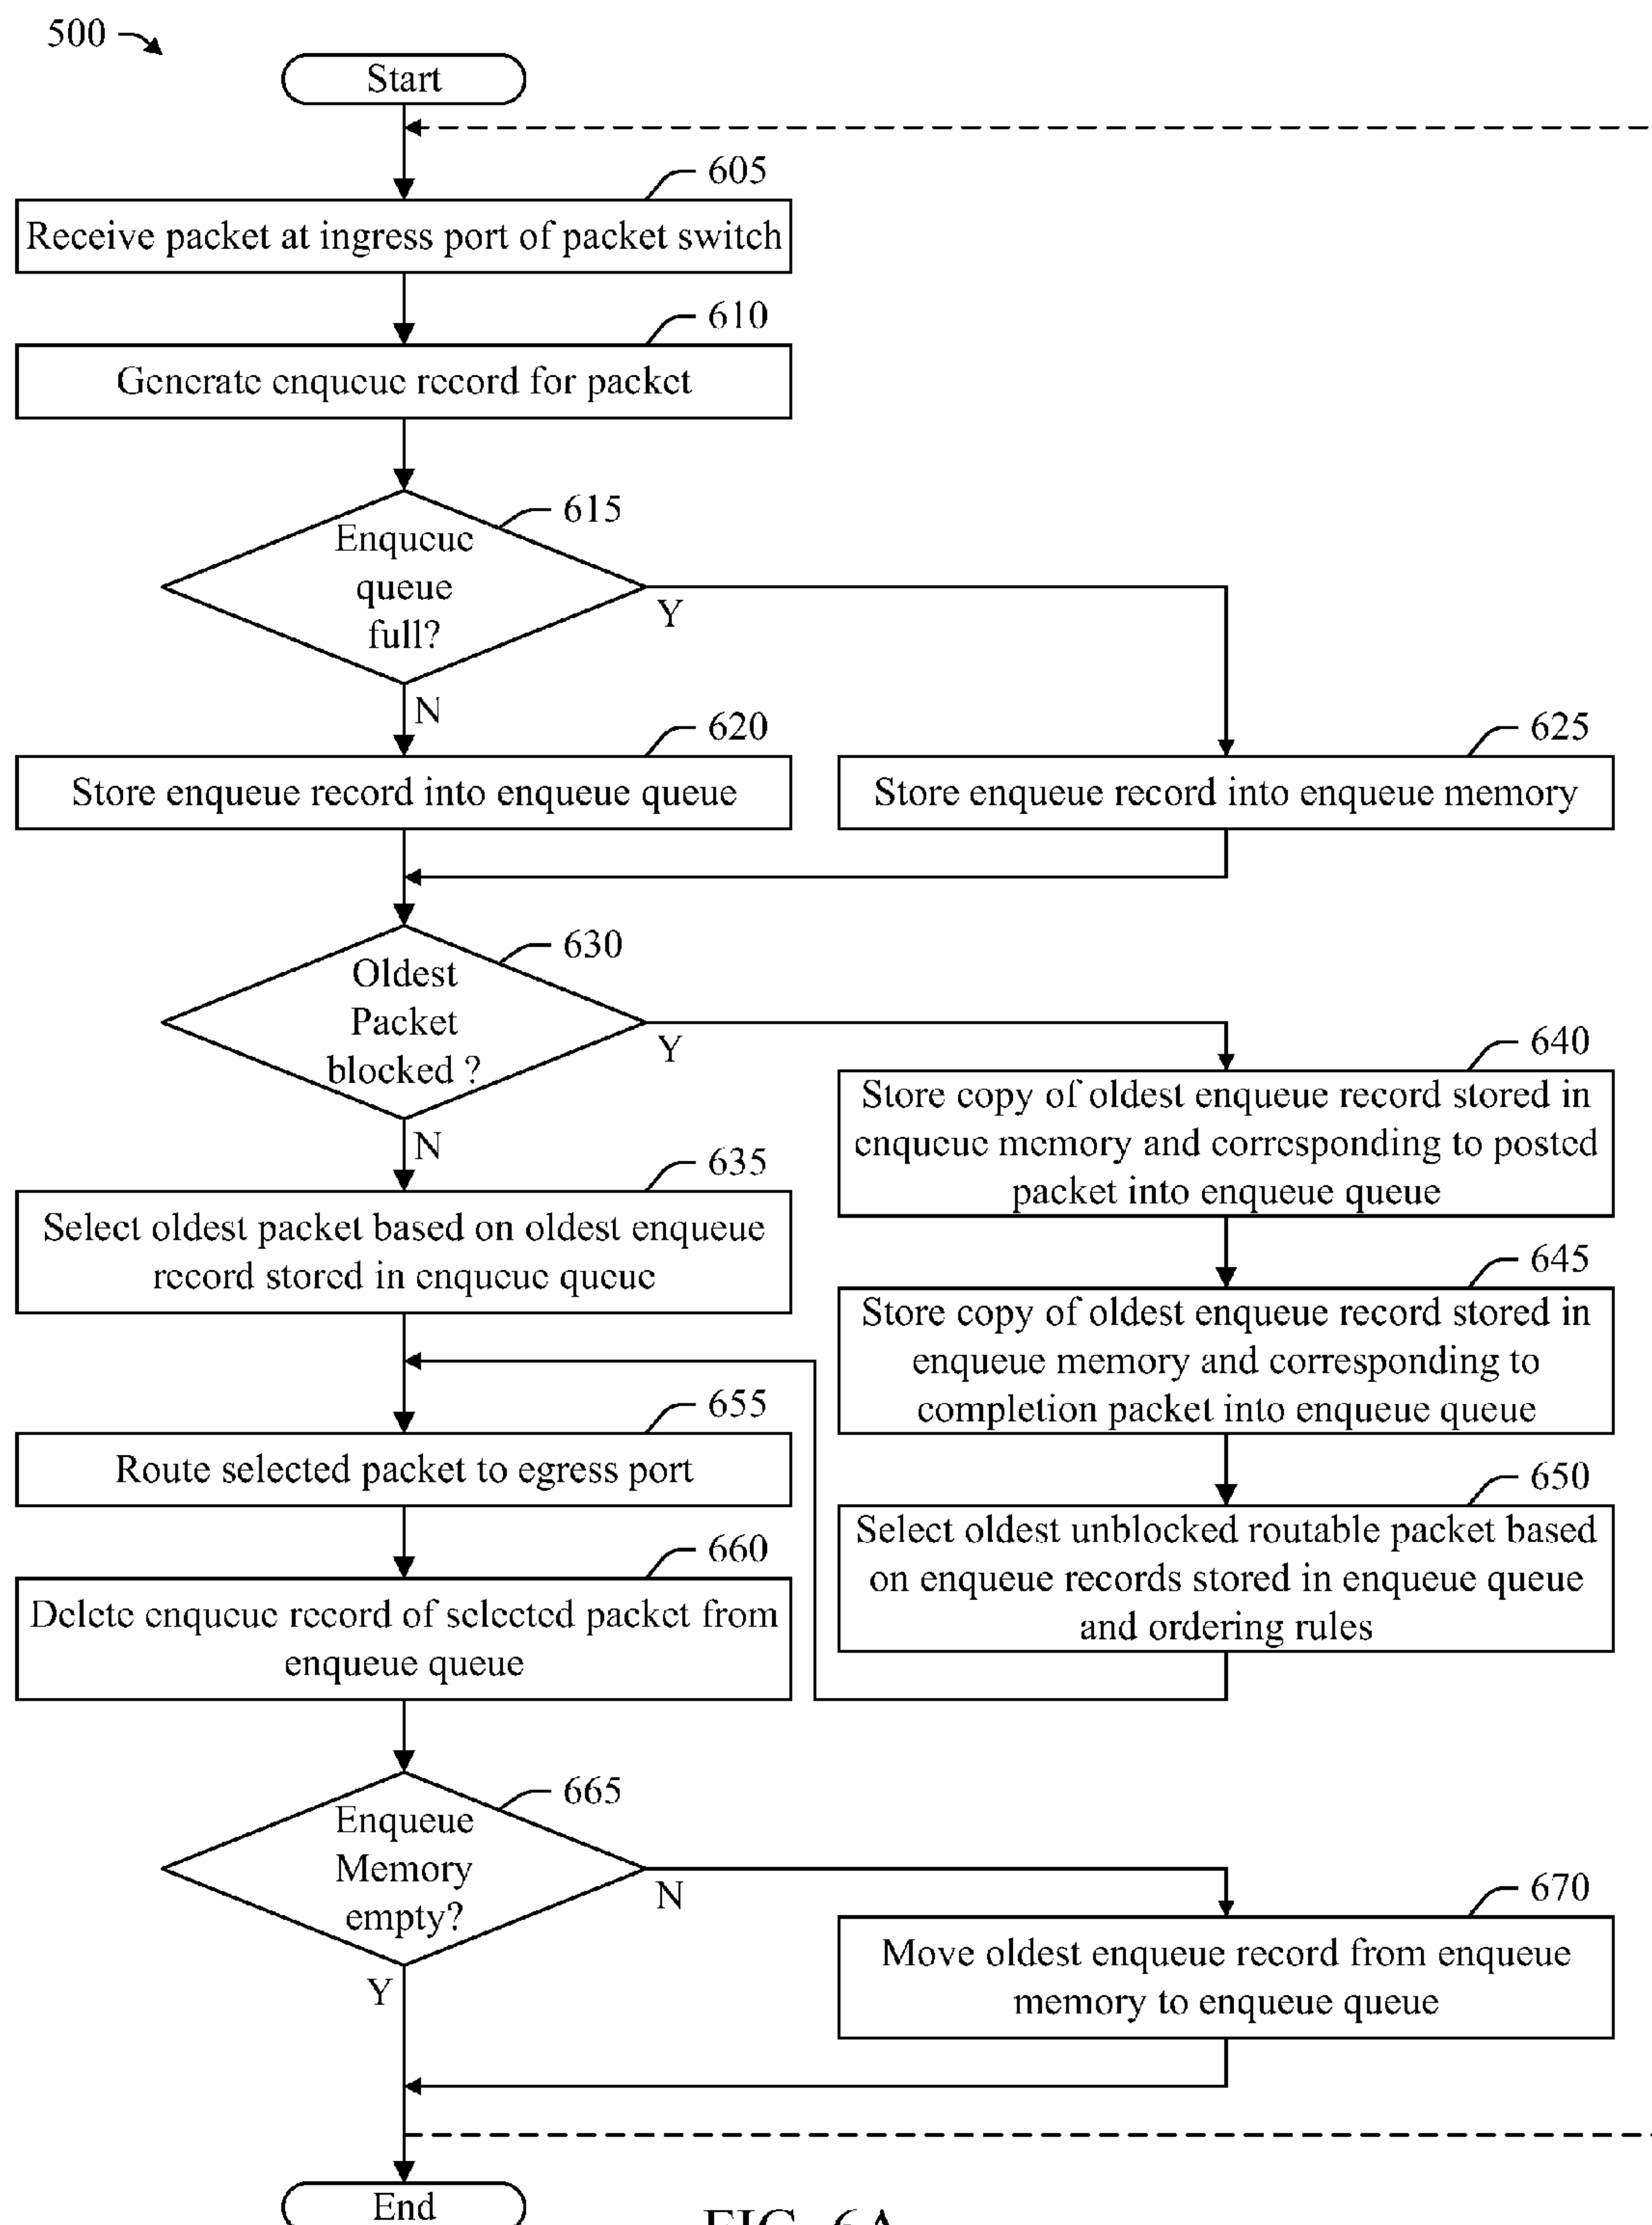 500
Start
605
Receive packet at ingress port of packet switch
610
Generate enqueue record for packet
615
Enqueue
queue
full?
Y
N
620
Store enqueue record into enqueue queue
625
Store enqueue record into enqueue memory
630
Oldest
Packet
blocked ?
Y
N
635
Select oldest packet based on oldest enqueue
record stored in enqueue queue
640
Store copy of oldest enqueue record stored in
enqueue memory and corresponding to posted
packet into enqueue queue
645
Store copy of oldest enqueue record stored in
enqueue memory and corresponding to
completion packet into enqueue queue
650
Select oldest unblocked routable packet based
on enqueue records stored in enqueue queue
and ordering rules
655
Route selected packet to egress port
660
Delete enqueue record of selected packet from
enqueue queue
665
Enqueue
Memory
empty?
N
Y
670
Move oldest enqueue record from enqueue
memory to enqueue queue
End
FIG. 6A